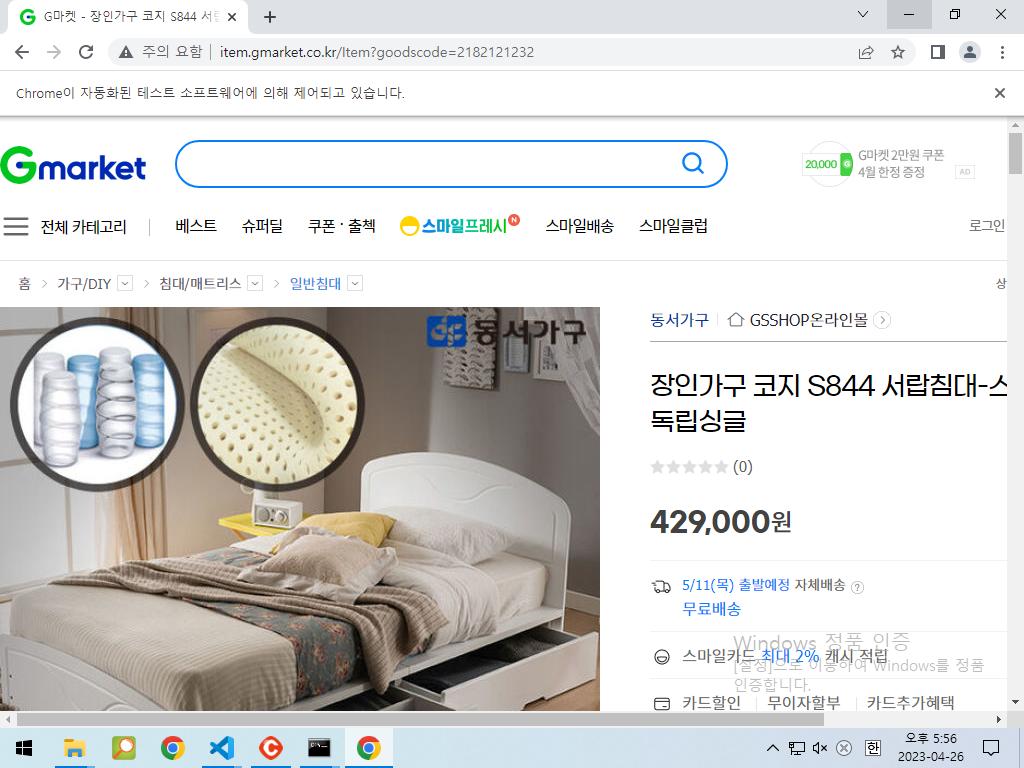 G마켓 - 장인가구 코지 S844 서랍
주의 요함 item.gmarket.co.kr/Item?goodscode=2182121232
Chrome이 자동화된 테스트 소프트웨어에 의해 제어되고 있습니다.
Gmarket
20,000 G
G마켓 2만원 쿠폰
4월 한정 증정
AD
전체 카테고리
베스트 슈퍼딜 쿠폰·출첵 스마일프레시 N 스마일배송 스마일클럽
로그인
홈 > 가구/DIY > 침대/매트리스 > 일반침대
상
동서가구
동서가구 GSSHOP온라인몰
장인가구 코지 S844 서랍침대-스
독립싱글
(0)
429,000원
5/11(목) 출발예정 자체배송 ?
무료배송
Windows 정품 인증
스마일카드 최대 2% 캐시 적립
[설정]으로 이동하여 Windows를 정품
인증합니다.
카드할인 무이자할부 카드추가혜택
한
오후 5:56
2023-04-26